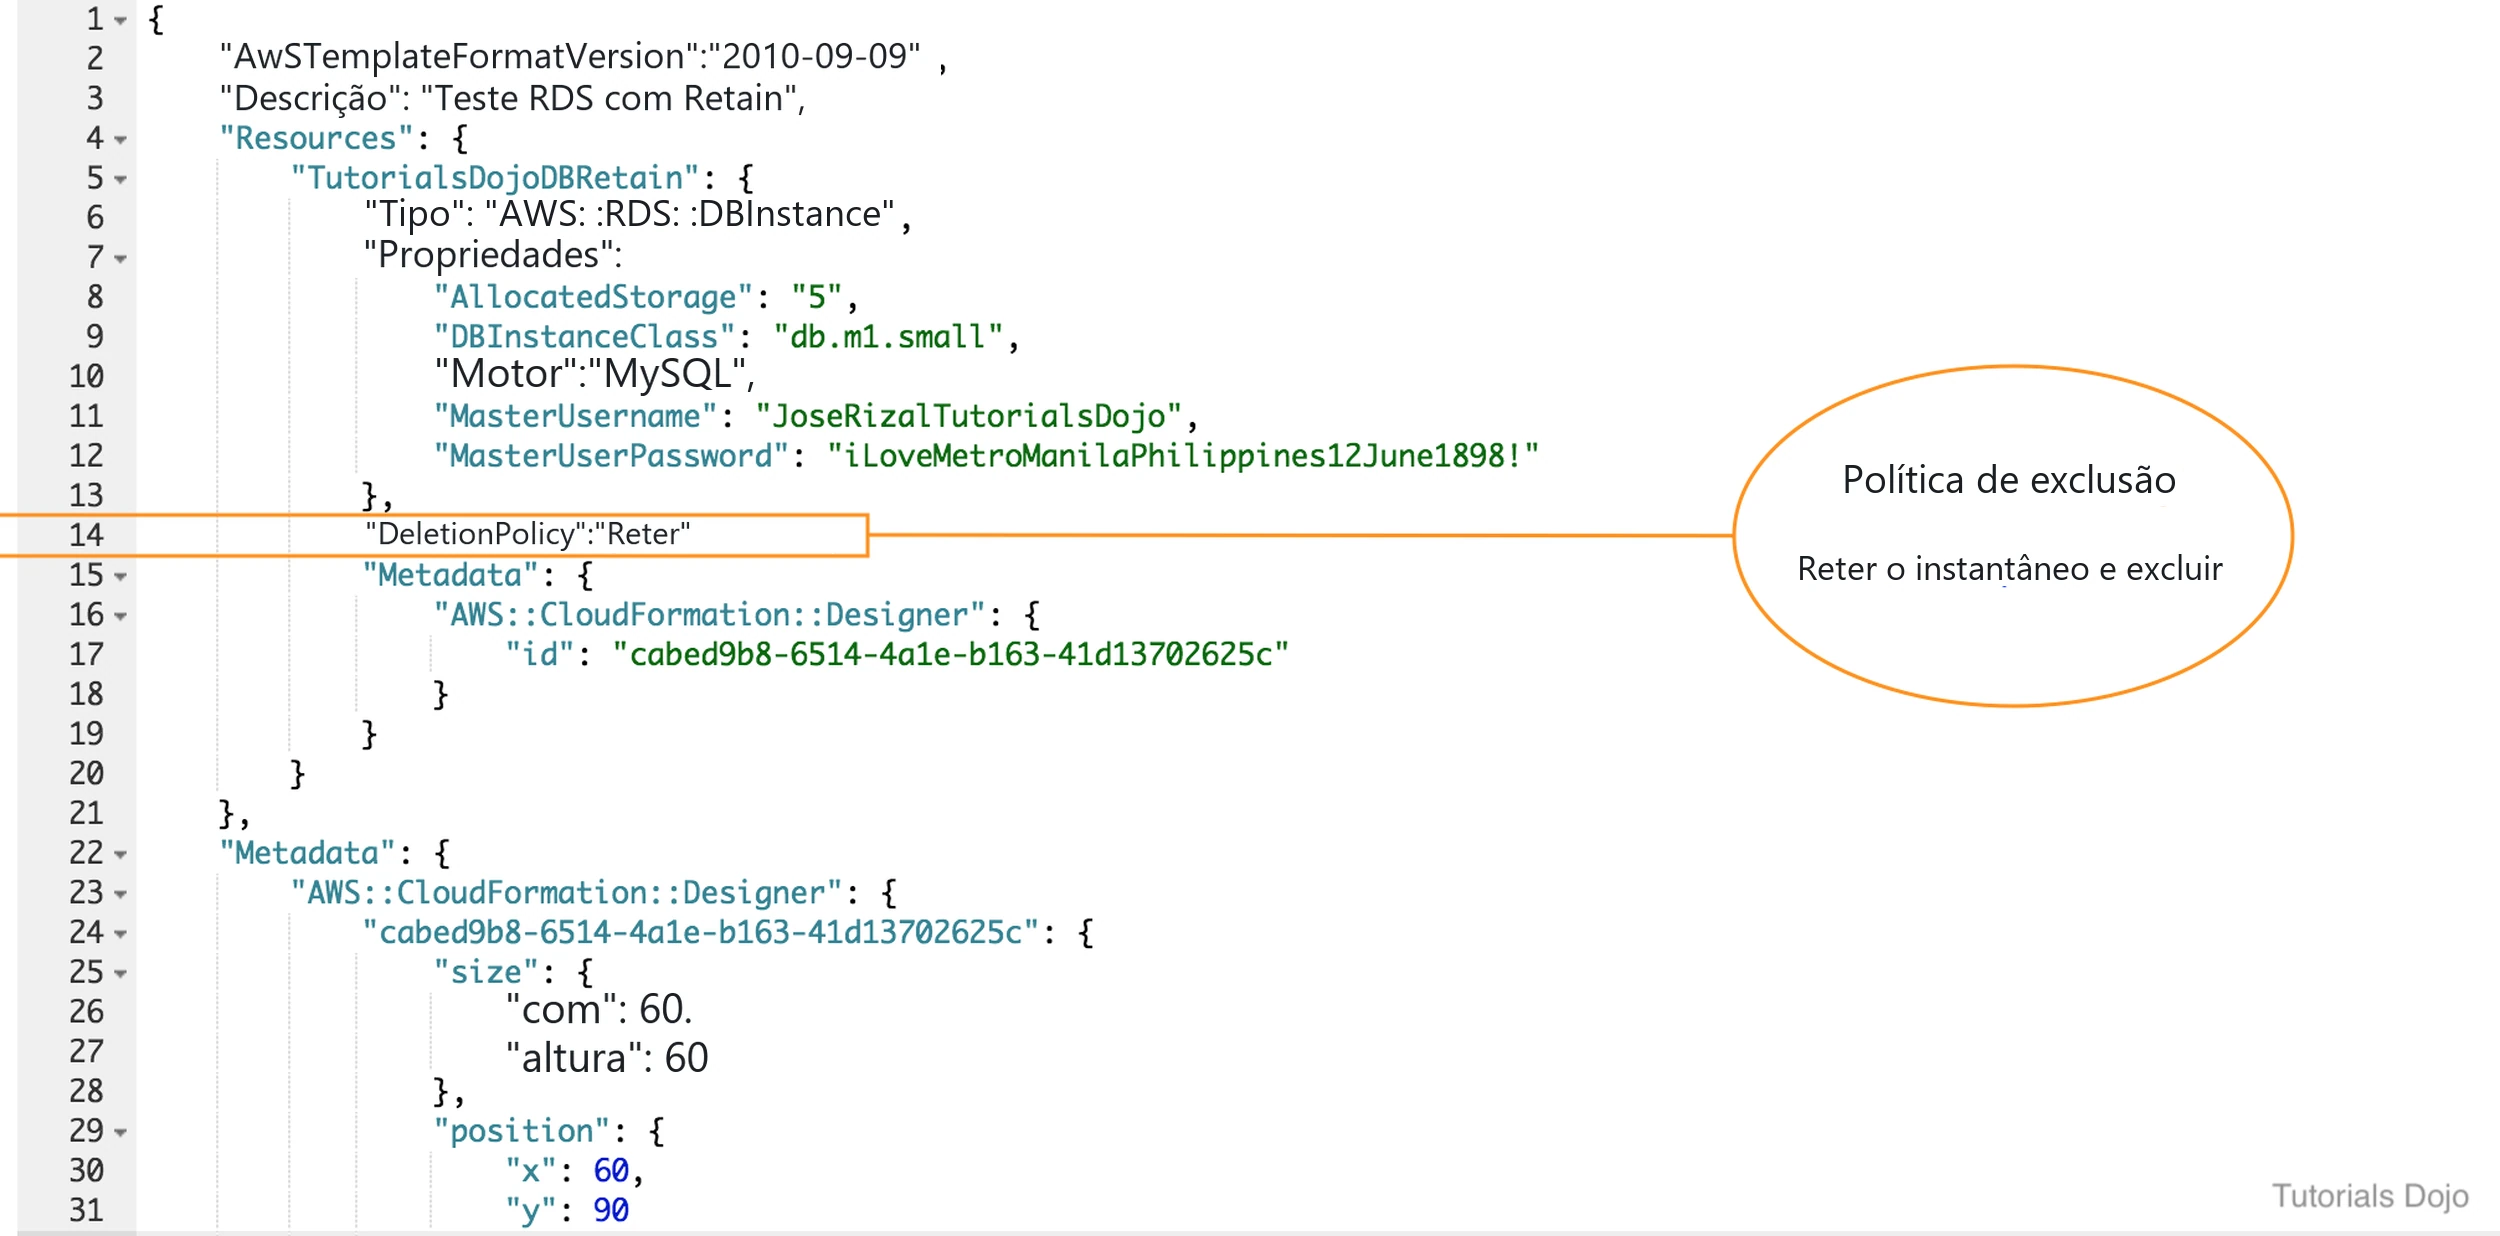 1 {
2 "AwSTemplateFormatVersion":"2010-09-09" ,
3 "Descrição": "Teste RDS com Retain",
4 "Resources": {
5 "TutorialsDojoDBRetain": {
6 "Tipo": "AWS: :RDS: :DBInstance",
7 "Propriedades":
8 "AllocatedStorage": "5",
9 "DBInstanceClass": "db.m1.small",
10 "Motor":"MySQL",
11 "MasterUsername": "JoseRizalTutorialsDojo",
12 "MasterUserPassword": "iLoveMetroManilaPhilippines12June1898!"
13 },
14 "DeletionPolicy":"Reter"
15 "Metadata": {
16 "AWS::CloudFormation::Designer": {
17 "id": "cabed9b8-6514-4a1e-b163-41d13702625c"
18 }
19 }
20 }
21 },
22 "Metadata": {
23 "AWS::CloudFormation::Designer": {
24 "cabed9b8-6514-4a1e-b163-41d13702625c": {
25 "size": {
26 "com": 60.
27 "altura": 60
28 },
29 "position": {
30 "x": 60,
31 "y": 90
Política de exclusão
Reter o instantâneo e excluir
Tutorials Dojo